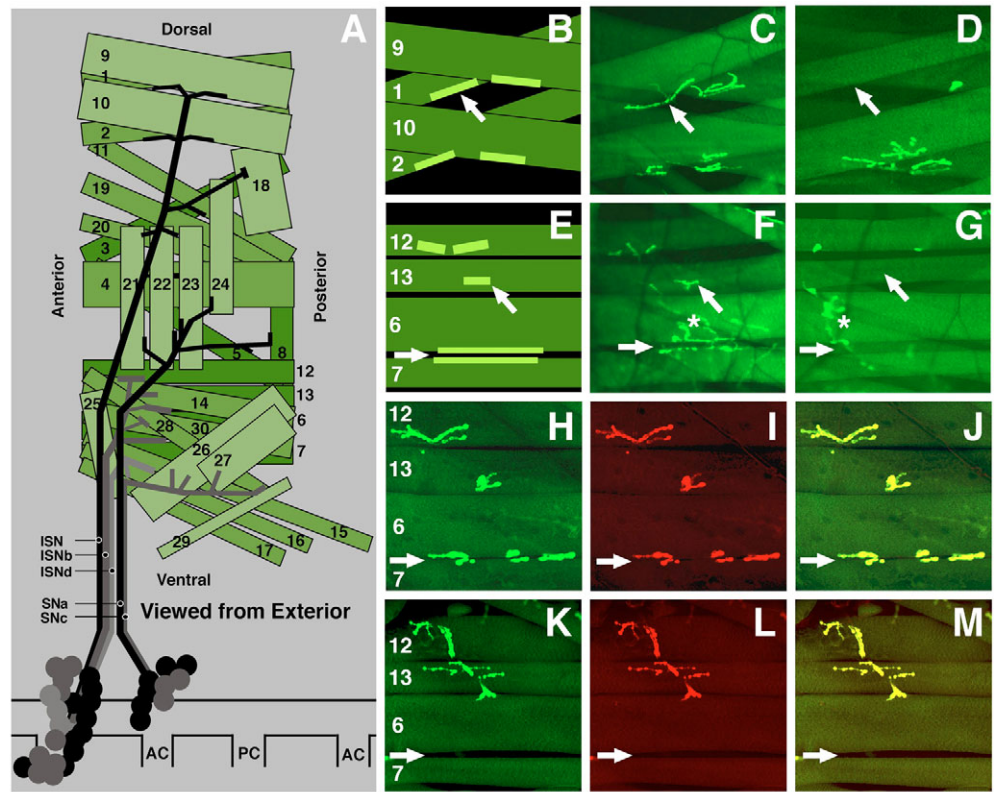 A
Dorsal
9
1
10
2
11
19
18
20
3
4
21
22
23
24
Anterior
Posterior
5
8
12
13
25
14
6
28
30
26
7
27
15
16
29
17
ISN
ISNb
ISNd
Ventral
SNa
SNc
Viewed from Exterior
AC
PC
AC
B
9
1
10
2
C
D
E
12
13
6
7
F
*
G
*
H
12
13
6
7
I
J
K
12
13
6
7
L
M